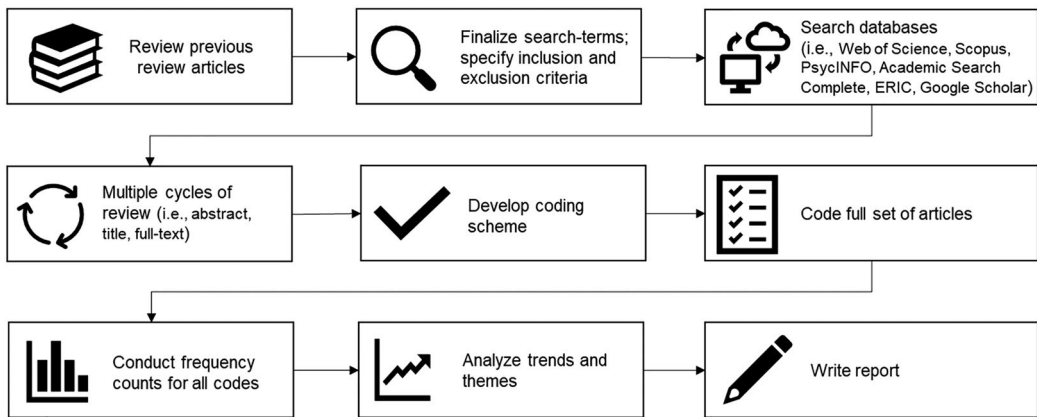 Review previous
review articles
Finalize search-terms;
specify inclusion and
exclusion criteria
Search databases
(i.e., Web of Science, Scopus,
PsycINFO, Academic Search
Complete, ERIC, Google Scholar)
Multiple cycles of
review (i.e., abstract,
title, full-text)
Develop coding
scheme
Code full set of articles
Conduct frequency
counts for all codes
Analyze trends and
themes
Write report